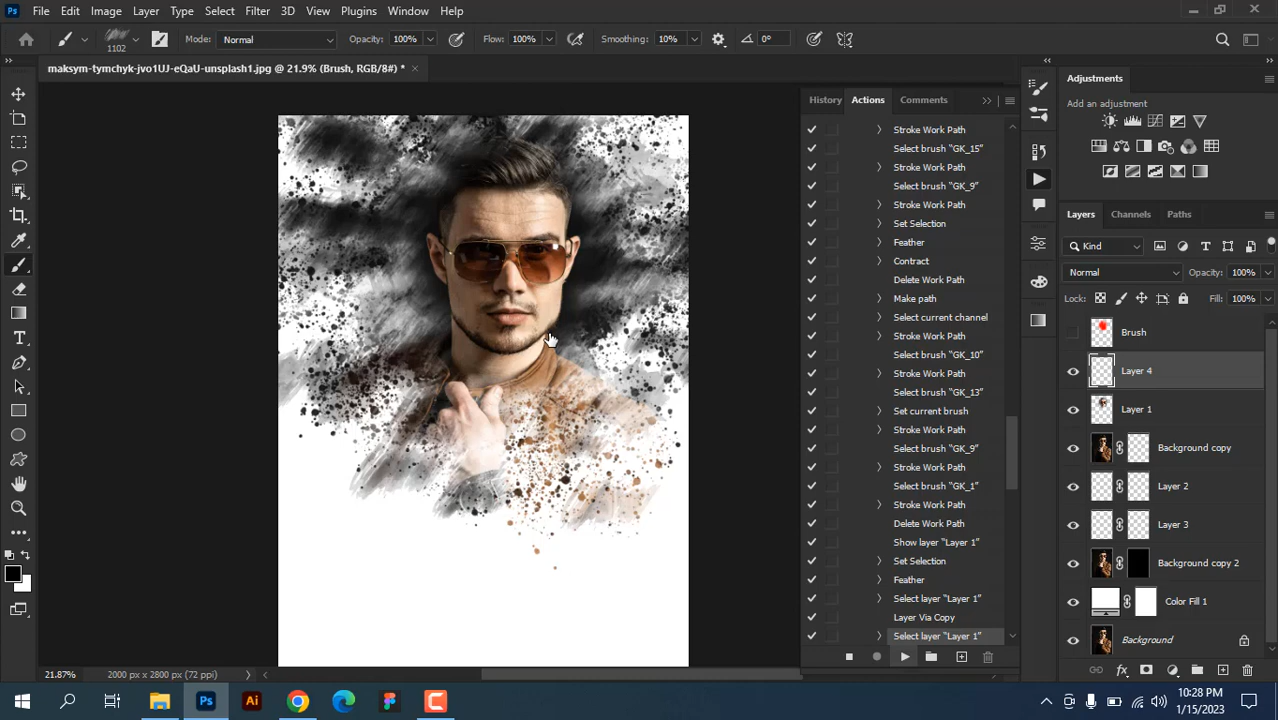 Ps File Edit Image Layer Type Select Filter 3D View Plugins Window Help
1102 Mode: Normal Opacity: 100% Flow: 100% Smoothing: 10% 0°
maksym-tymchyk-jvo1UJ-eQaU-unsplash1.jpg @ 21.9% (Brush, RGB/8#) * ×
History Actions Comments
Stroke Work Path
Select brush "GK_15"
Stroke Work Path
Select brush "GK_9"
Stroke Work Path
Set Selection
Feather
Contract
Delete Work Path
Make path
Select current channel
Stroke Work Path
Select brush "GK_10"
Stroke Work Path
Select brush "GK_13"
Set current brush
Stroke Work Path
Select brush "GK_9"
Stroke Work Path
Select brush "GK_1"
Stroke Work Path
Delete Work Path
Show layer "Layer 1"
Set Selection
Feather
Select layer "Layer 1"
Layer Via Copy
Select layer "Layer 1"
Adjustments
Add an adjustment
Layers Channels Paths
Kind
Normal Opacity: 100%
Lock: Fill: 100%
Brush
Layer 4
Layer 1
Background copy
Layer 2
Layer 3
Background copy 2
Color Fill 1
Background
fx
21.87% 2000 px x 2800 px (72 ppi)
Ps Ai
10:28 PM
1/15/2023